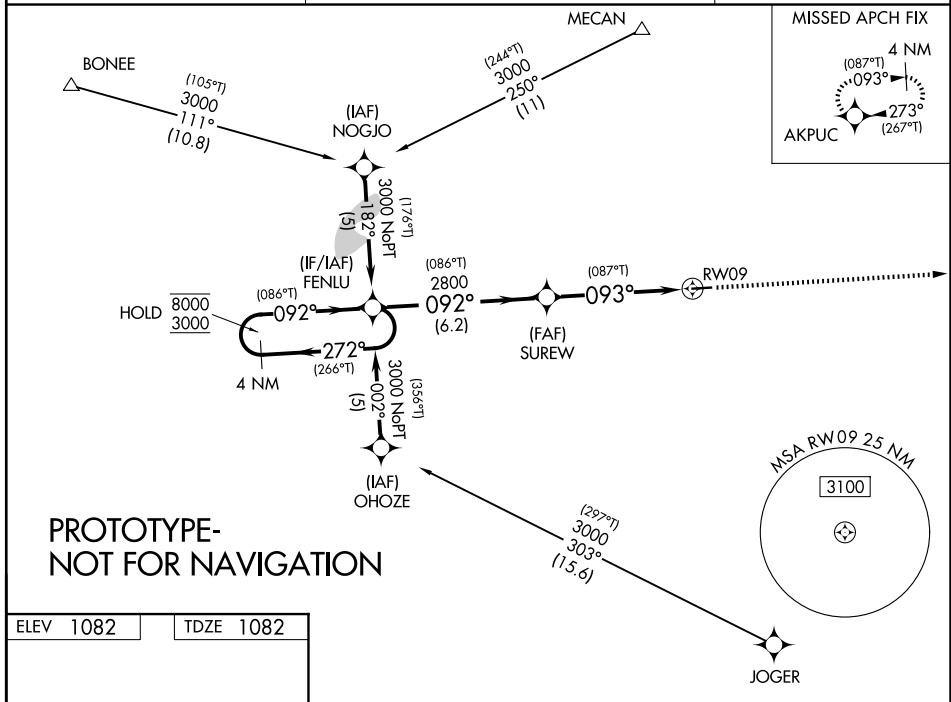 MISSED APCH FIX
4 NM
(087°T)
093°
273°
(267°T)
AKPUC
MECAN
(244°T)
3000
250°
(11)
BONEE
(105°T)
3000
111°
(10.8)
(IAF)
NOGJO
(176°T)
3000 NoPT
182°
(5)
(IF/IAF)
FENLU
HOLD
8000
3000
(086°T)
092°
272°
(266°T)
4 NM
(086°T)
2800
092°
(6.2)
(FAF)
SUREW
(087°T)
093°
RW09
(356°T)
3000 NoPT
002°
(5)
(IAF)
OHOZE
(297°T)
3000
303°
(15.6)
JOGER
MSA RW09 25 NM
3100
PROTOTYPE-
NOT FOR NAVIGATION
ELEV 1082
TDZE 1082